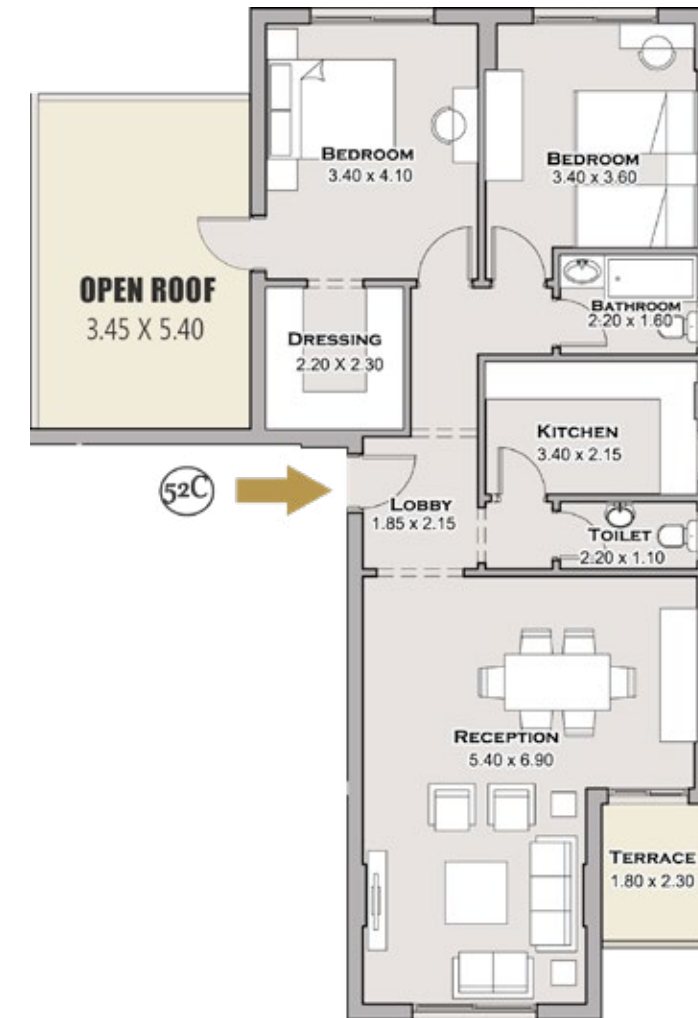 BEDROOM
3.40 x 4.10
BEDROOM
3.40 x 3.60
OPEN ROOF
3.45 X 5.40
DRESSING
2.20 X 2.30
BATHROOM
2.20 x 1.60
KITCHEN
3.40 x 2.15
52C
LOBBY
1.85 x 2.15
TOILET
2.20 x 1.10
RECEPTION
5.40 x 6.90
TERRACE
1.80 x 2.30